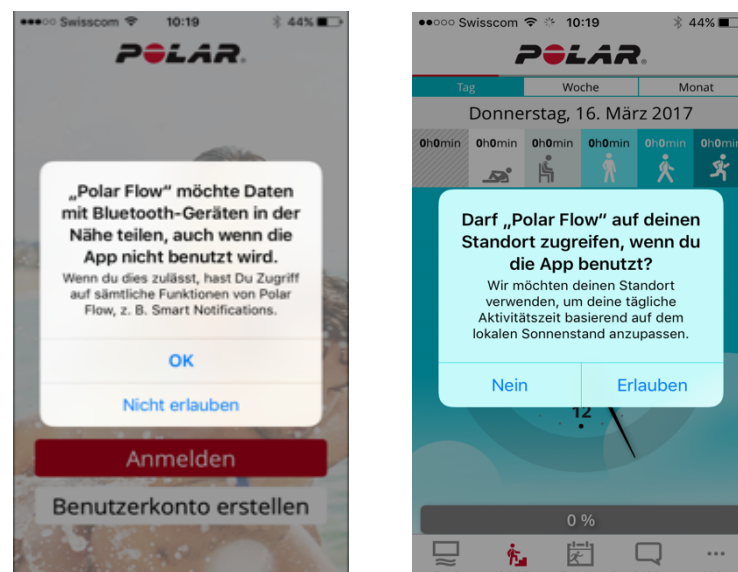 Swisscom 10:19 44%
POLAR
„Polar Flow“ möchte Daten
mit Bluetooth-Geräten in der
Nähe teilen, auch wenn die
App nicht benutzt wird.
Wenn du dies zulässt, hast Du Zugriff
auf sämtliche Funktionen von Polar
Flow, z. B. Smart Notifications.
OK
Nicht erlauben
Anmelden
Benutzerkonto erstellen
Swisscom 10:19 44%
POLAR
Tag Woche Monat
Donnerstag, 16. März 2017
0h0min 0h0min 0h0min 0h0min 0h0min 0h0min
Darf „Polar Flow“ auf deinen
Standort zugreifen, wenn du
die App benutzt?
Wir möchten deinen Standort
verwenden, um deine tägliche
Aktivitätszeit basierend auf dem
lokalen Sonnenstand anzupassen.
Nein Erlauben
12
0 %